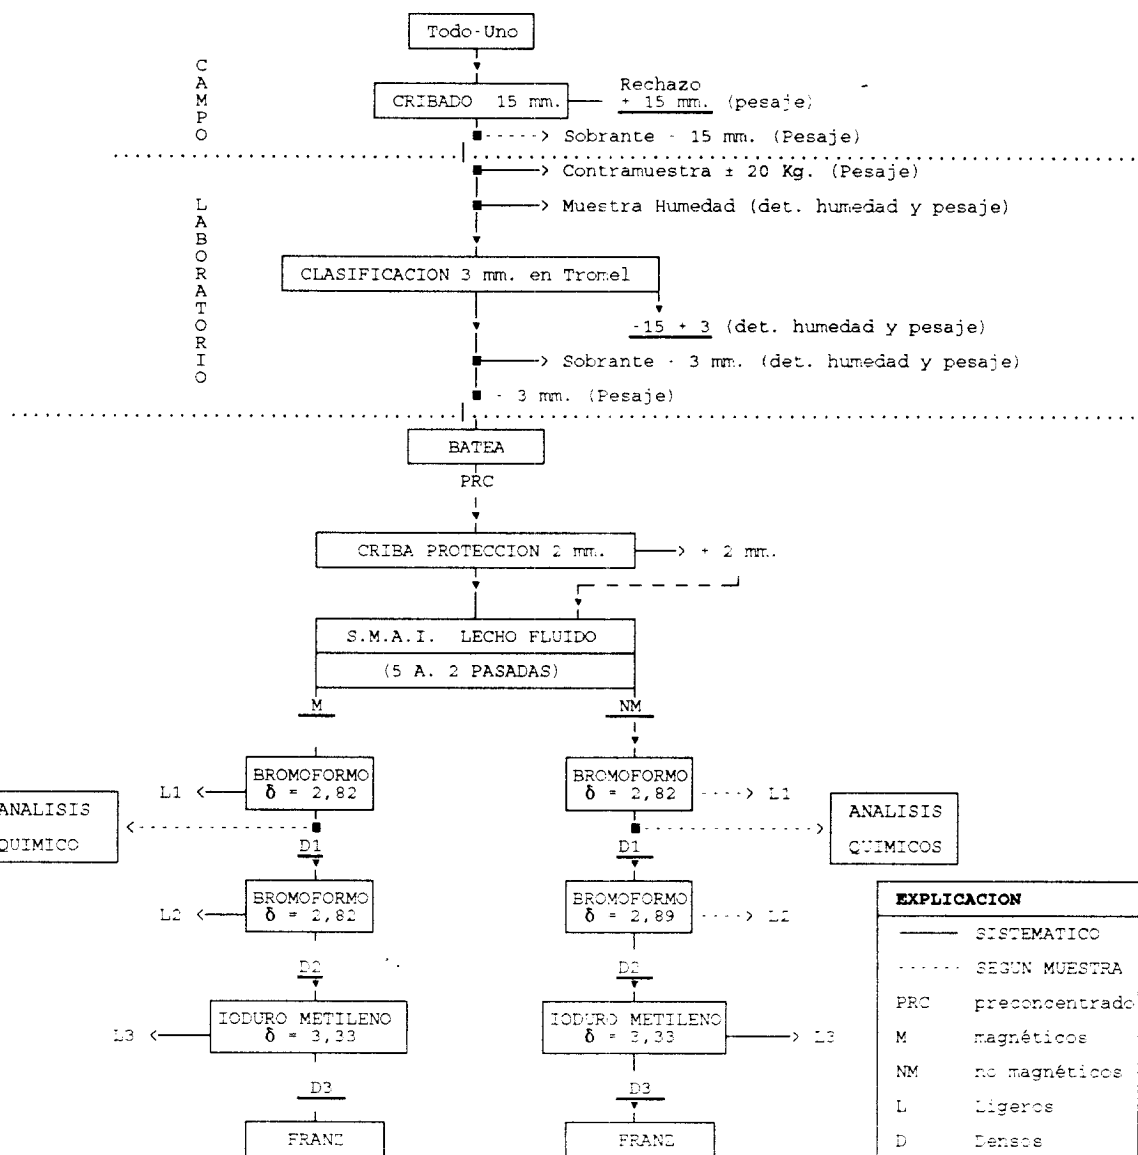 Todo-Uno
CAMPO
CRIBADO 15 mm.
Rechazo
+ 15 mm. (pesaje)
Sobrante - 15 mm. (Pesaje)
Contramuestra ± 20 Kg. (Pesaje)
LABORATORIO
Muestra Humedad (det. humedad y pesaje)
CLASIFICACION 3 mm. en Tromel
-15 + 3 (det. humedad y pesaje)
Sobrante - 3 mm. (det. humedad y pesaje)
- 3 mm. (Pesaje)
BATEA
PRC
CRIBA PROTECCION 2 mm.
+ 2 mm.
S.M.A.I. LECHO FLUIDO
(5 A. 2 PASADAS)
M
NM
BROMOFORMO
δ = 2,82
L1
BROMOFORMO
δ = 2,82
L1
ANALISIS
QUIMICO
ANALISIS
QUIMICOS
D1
D1
BROMOFORMO
δ = 2,82
L2
BROMOFORMO
δ = 2,89
L2
D2
D2
IODURO METILENO
δ = 3,33
L3
IODURO METILENO
δ = 3,33
L3
D3
D3
FRANZ
FRANZ
EXPLICACION
SISTEMATICO
SEGUN MUESTRA
PRC preconcentrado
M magnéticos
NM no magnéticos
L Ligeros
D Densos